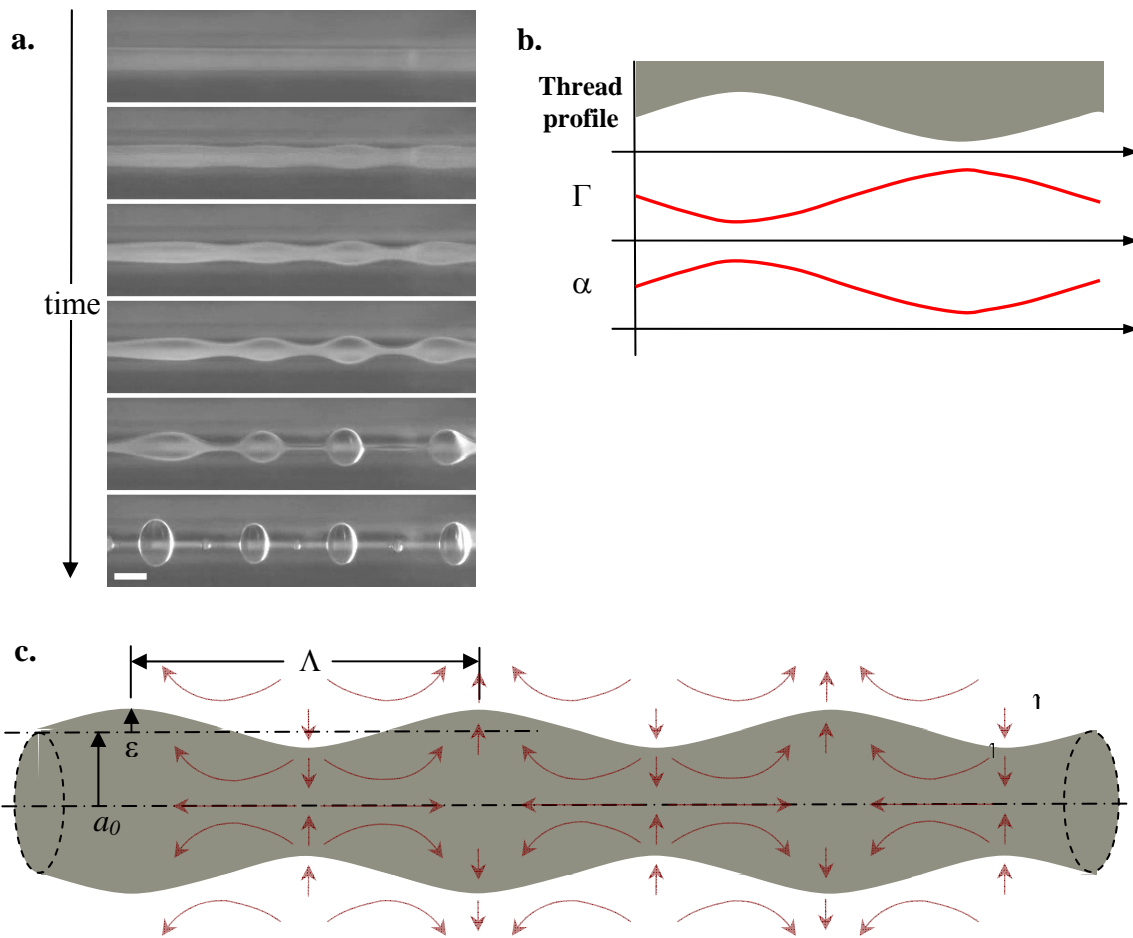 a.
time
b.
Thread
profile
Γ
α
c.
Λ
ε
a0